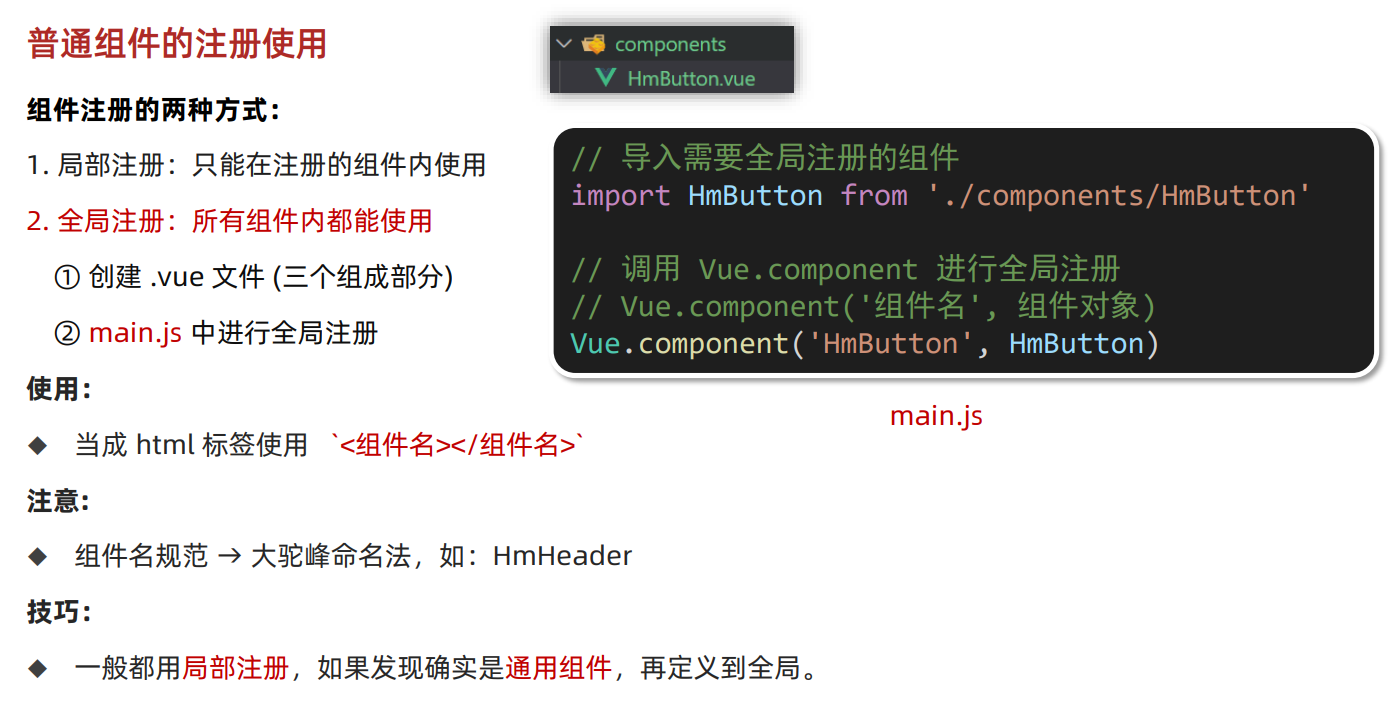 普通组件的注册使用
组件注册的两种方式：
1. 局部注册：只能在注册的组件内使用
2. 全局注册：所有组件内都能使用
① 创建 .vue 文件 (三个组成部分)
② main.js 中进行全局注册
使用：
◆ 当成 html 标签使用 `<组件名></组件名>`
注意:
◆ 组件名规范 → 大驼峰命名法，如：HmHeader
技巧：
◆ 一般都用局部注册，如果发现确实是通用组件，再定义到全局。
components
HmButton.vue
// 导入需要全局注册的组件
import HmButton from './components/HmButton'
// 调用 Vue.component 进行全局注册
// Vue.component('组件名', 组件对象)
Vue.component('HmButton', HmButton)
main.js